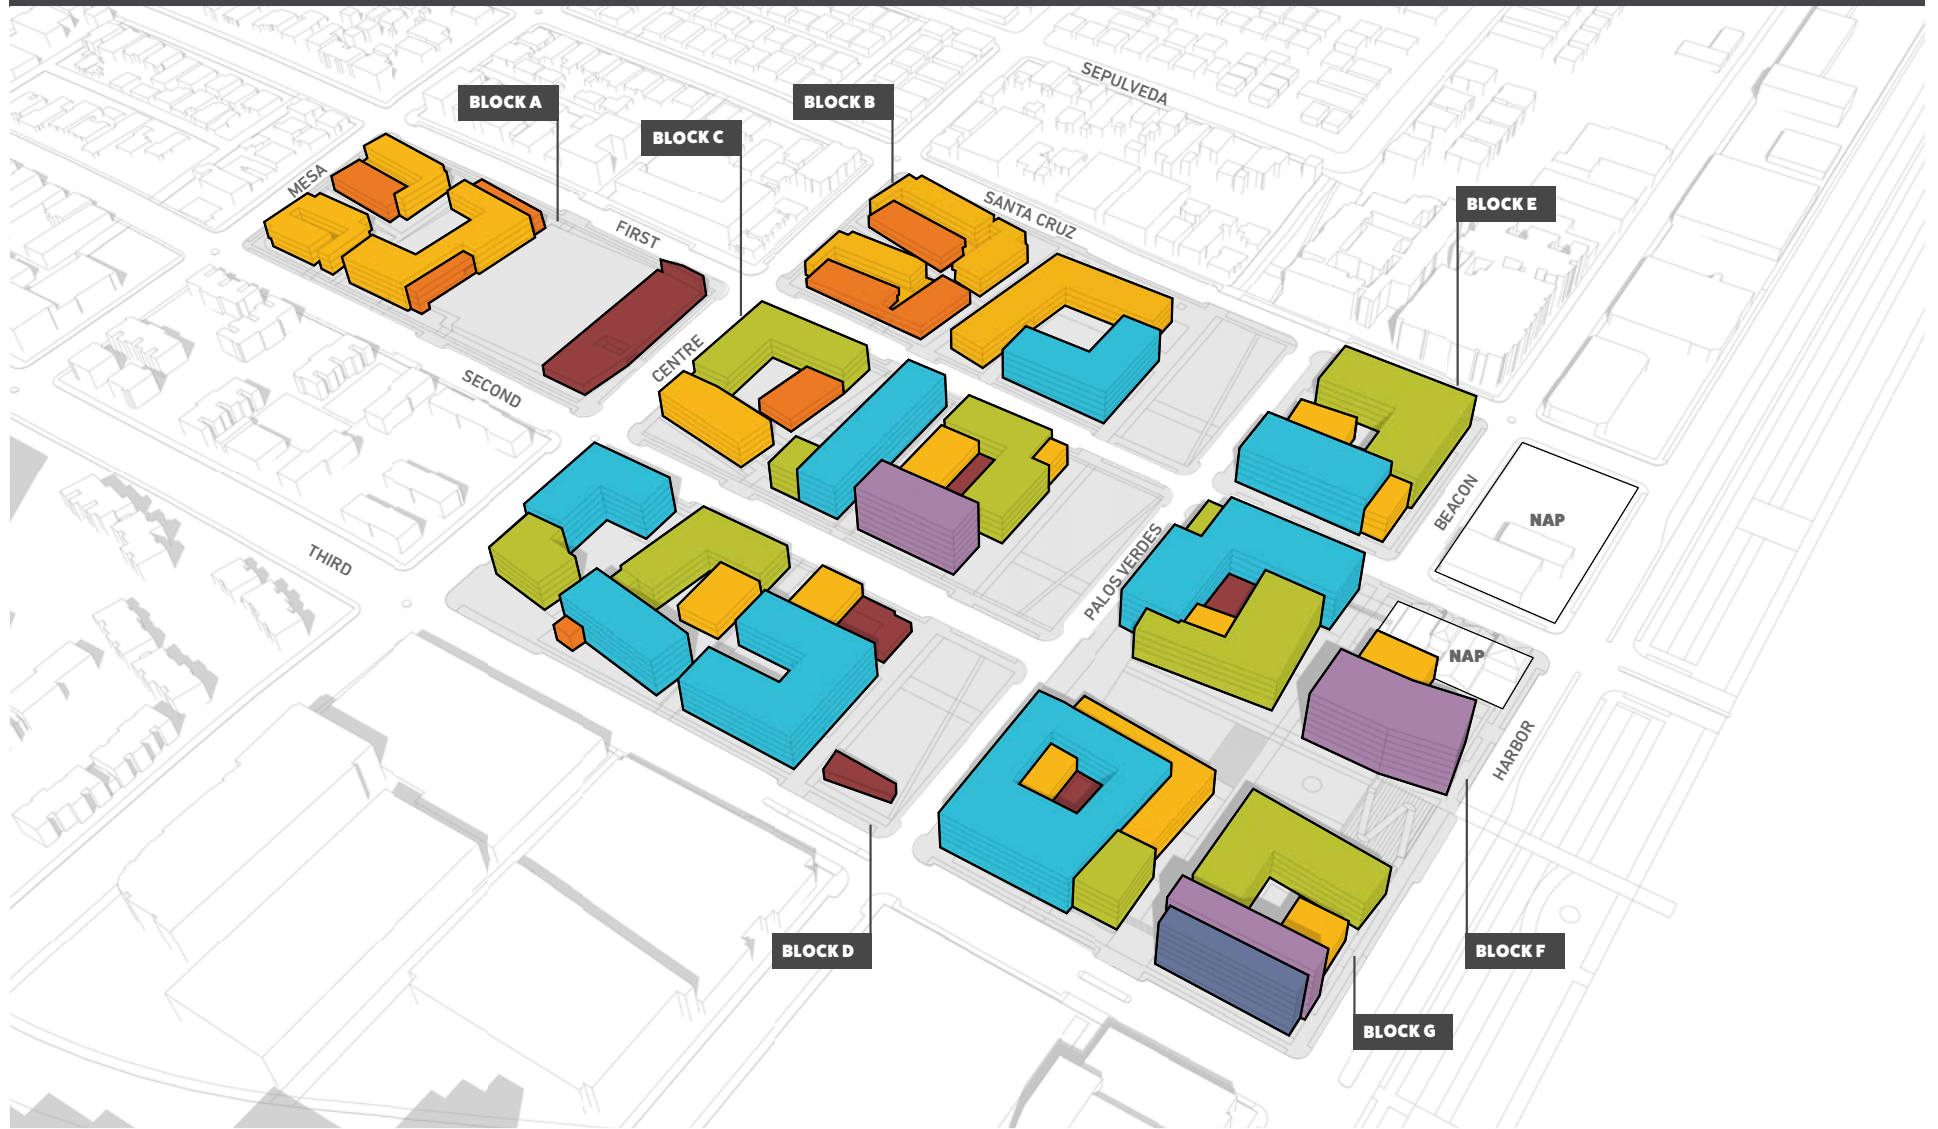 SEPULVEDA
BLOCK A
BLOCK B
BLOCK C
MESA
SANTA CRUZ
BLOCK E
FIRST
CENTRE
SECOND
BEACON
NAP
THIRD
PALOS VERDES
NAP
HARBOR
BLOCK D
BLOCK F
BLOCK G